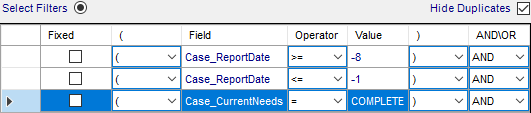 Select Filters Hide Duplicates
Fixed ( Field Operator Value ) AND\OR
( Case_ReportDate >= -8 ) AND
( Case_ReportDate <= -1 ) AND
( Case_CurrentNeeds = COMPLETE ) AND